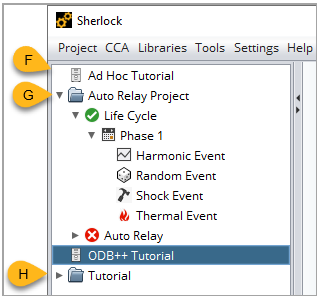 Sherlock
Project CCA Libraries Tools Settings Help
F
Ad Hoc Tutorial
G
Auto Relay Project
Life Cycle
Phase 1
Harmonic Event
Random Event
Shock Event
Thermal Event
Auto Relay
ODB++ Tutorial
H
Tutorial